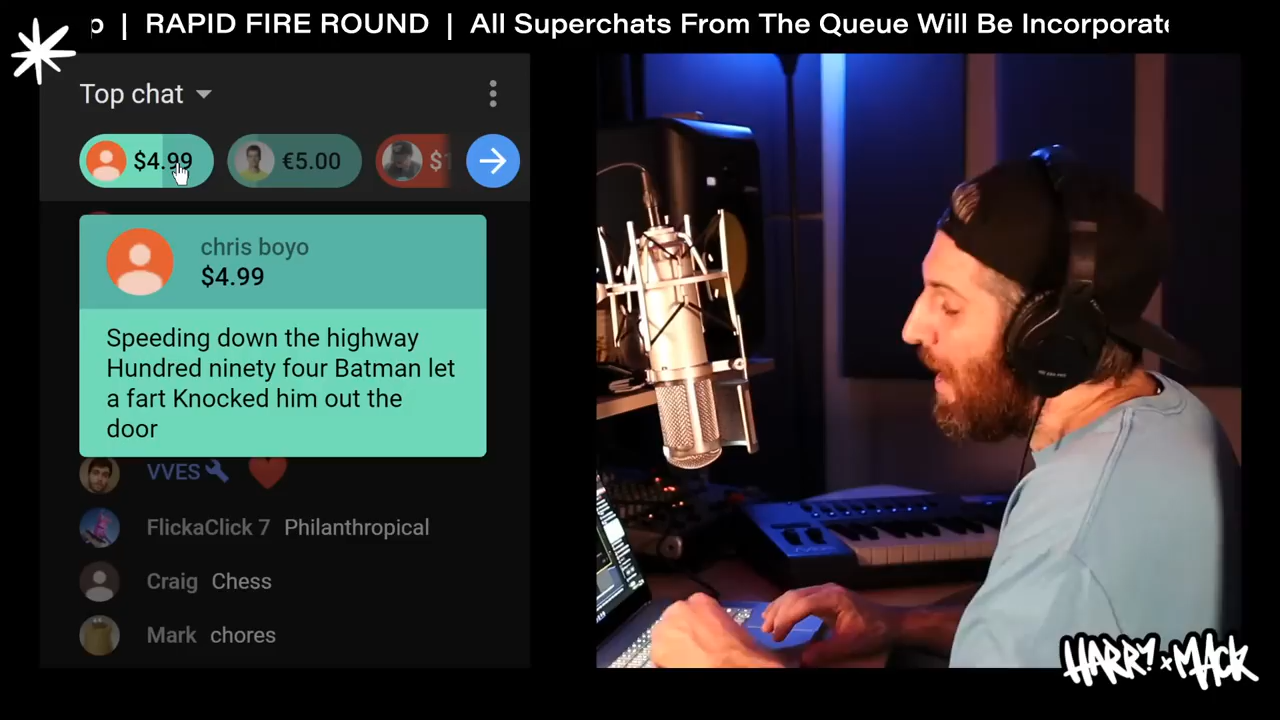 | RAPID FIRE ROUND | All Superchats From The Queue Will Be
Top chat
$4.99 €5.00
chris boyo
$4.99
Speeding down the highway
Hundred ninety four Batman let
a fart Knocked him out the
door
VVES
FlickaClick 7 Philanthropical
Craig Chess
Mark chores
HARRY MACK